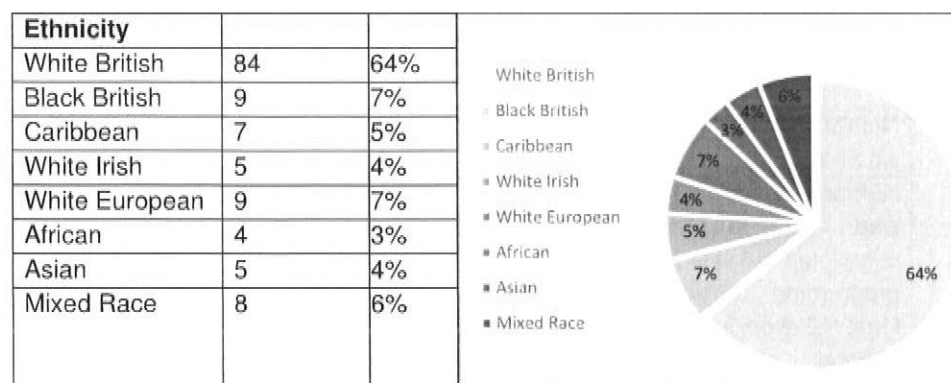 Ethnicity
White British 84 64%
Black British 9 7%
Caribbean 7 5%
White Irish 5 4%
White European 9 7%
African 4 3%
Asian 5 4%
Mixed Race 8 6%
White British
Black British
Caribbean
White Irish
White European
African
Asian
Mixed Race
6%
4%
3%
7%
4%
5%
7%
64%